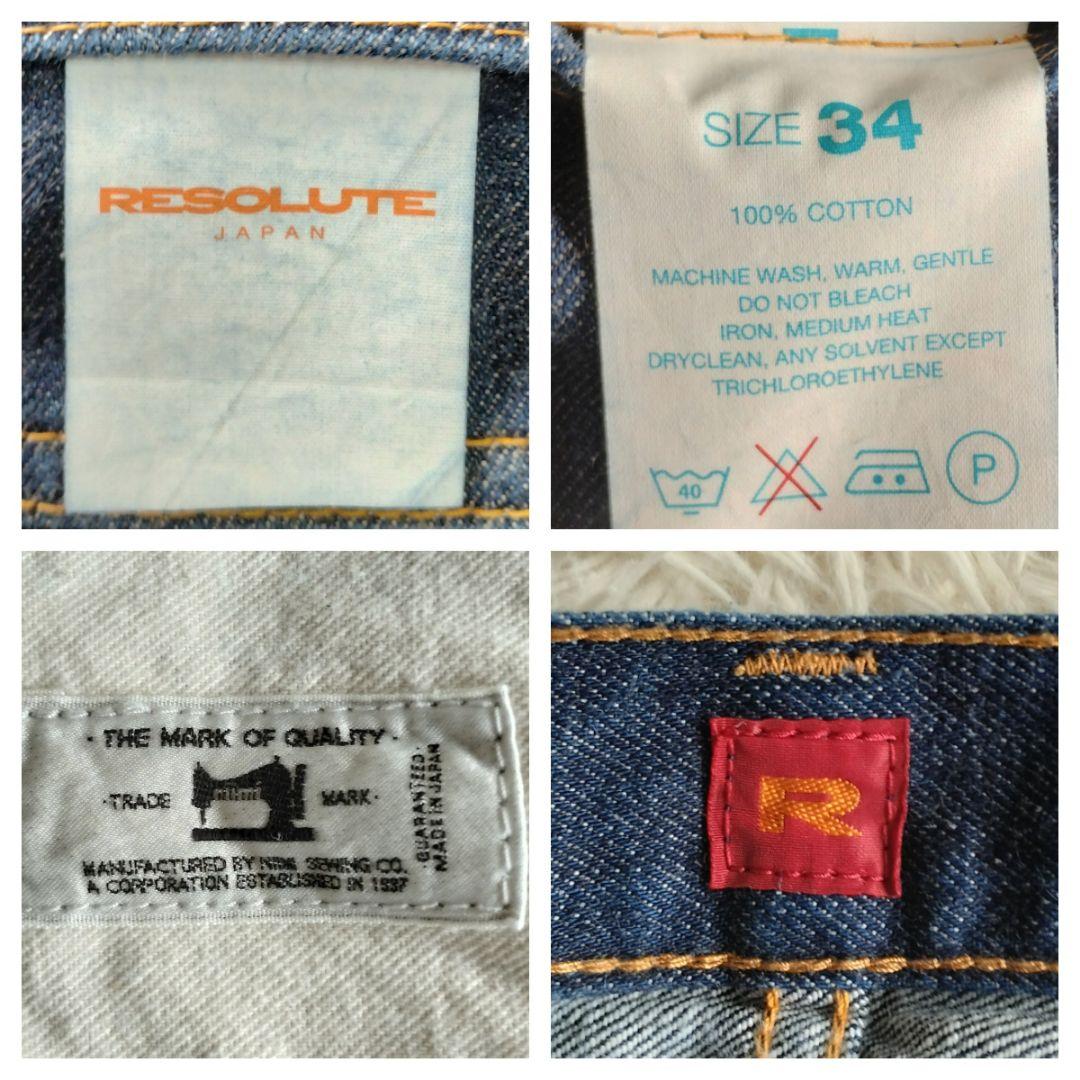 RESOLUTE
JAPAN
SIZE 34
100% COTTON
MACHINE WASH, WARM, GENTLE
DO NOT BLEACH
IRON, MEDIUM HEAT
DRYCLEAN, ANY SOLVENT EXCEPT
TRICHLOROETHYLENE
40
P
· THE MARK OF QUALITY ·
·TRADE MARK·
MANUFACTURED BY NIMI SEWING CO.
A CORPORATION ESTABLISHED IN 1937
·GUARANTEED·
MADE IN JAPAN
R